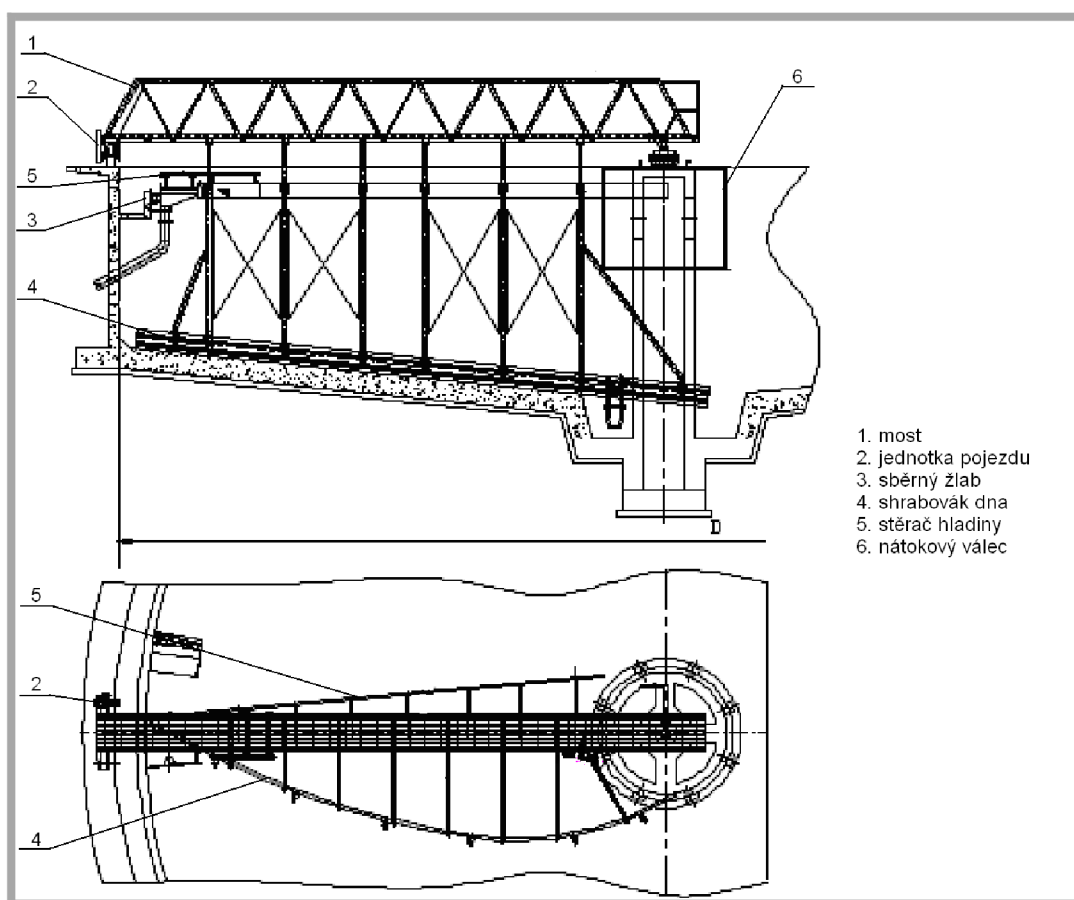 1
2
6
5
3
4
1. most
2. jednotka pojezdu
3. sběrný žlab
4. shrabovák dna
5. stěrač hladiny
6. nátokový válec
D
5
2
4